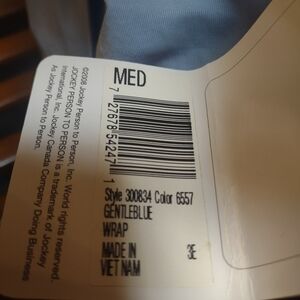 MED
7 27678 54247 1
Style 300834 Color 6557
GENTLEBLUE
WRAP
MADE IN 3E
VIETNAM
©2008 Jockey Person to Person, Inc. World rights reserved.
JOCKEY PERSON TO PERSON is a trademark of Jockey
International, Inc. Jockey Canada Company Doing Business
As Jockey Person to Person